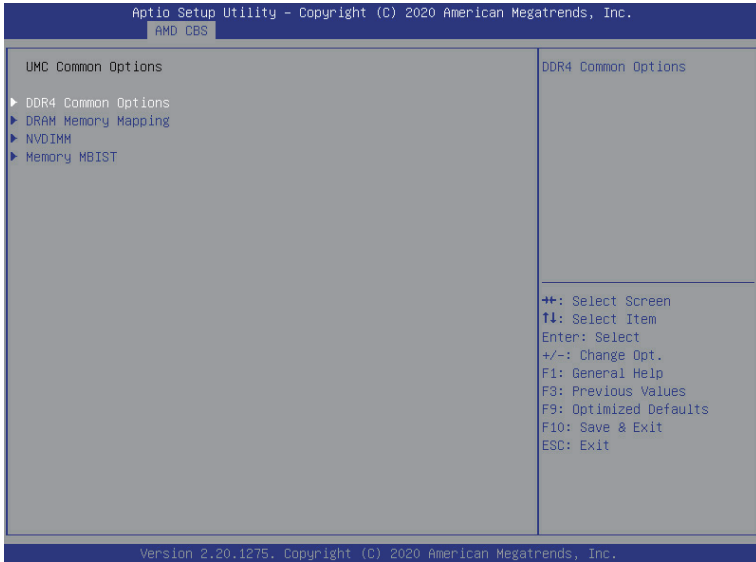 Aptio Setup Utility – Copyright (C) 2020 American Megatrends, Inc.
AMD CBS
UMC Common Options
▶ DDR4 Common Options
▶ DRAM Memory Mapping
▶ NVDIMM
▶ Memory MBIST
DDR4 Common Options
→←: Select Screen
↑↓: Select Item
Enter: Select
+/-: Change Opt.
F1: General Help
F3: Previous Values
F9: Optimized Defaults
F10: Save & Exit
ESC: Exit
Version 2.20.1275. Copyright (C) 2020 American Megatrends, Inc.